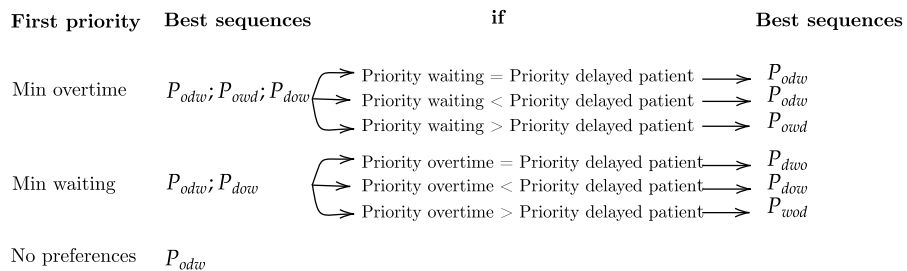 First priority Best sequences if Best sequences
Priority waiting = Priority delayed patient P_odw
Min overtime P_odw; P_owd; P_dow Priority waiting < Priority delayed patient P_odw
Priority waiting > Priority delayed patient P_owd
Priority overtime = Priority delayed patient P_dwo
Min waiting P_odw; P_dow Priority overtime < Priority delayed patient P_dow
Priority overtime > Priority delayed patient P_wod
No preferences P_odw